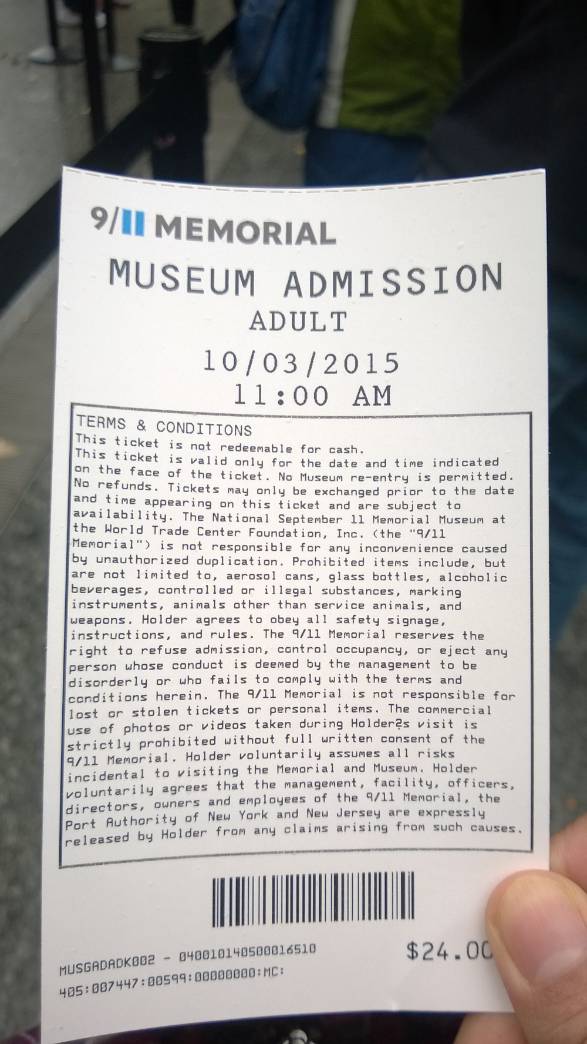 9/11 MEMORIAL
MUSEUM ADMISSION
ADULT
10/03/2015
11:00 AM
TERMS & CONDITIONS
This ticket is not redeemable for cash.
This ticket is valid only for the date and time indicated
on the face of the ticket. No Museum re-entry is permitted.
No refunds. Tickets may only be exchanged prior to the date
and time appearing on this ticket and are subject to
availability. The National September 11 Memorial Museum at
the World Trade Center Foundation, Inc. (the "9/11
Memorial") is not responsible for any inconvenience caused
by unauthorized duplication. Prohibited items include, but
are not limited to, aerosol cans, glass bottles, alcoholic
beverages, controlled or illegal substances, marking
instruments, animals other than service animals, and
weapons. Holder agrees to obey all safety signage,
instructions, and rules. The 9/11 Memorial reserves the
right to refuse admission, control occupancy, or eject any
person whose conduct is deemed by the management to be
disorderly or who fails to comply with the terms and
conditions herein. The 9/11 Memorial is not responsible for
lost or stolen tickets or personal items. The commercial
use of photos or videos taken during Holder?s visit is
strictly prohibited without full written consent of the
9/11 Memorial. Holder voluntarily assumes all risks
incidental to visiting the Memorial and Museum. Holder
voluntarily agrees that the management, facility, officers,
directors, owners and employees of the 9/11 Memorial, the
Port Authority of New York and New Jersey are expressly
released by Holder from any claims arising from such causes.
MUSGADADK002 - 040010140500016510
$24.00
405:007447:00599:00000000:MC: